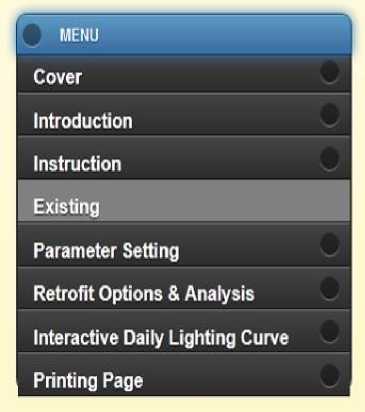 MENU
Cover
Introduction
Instruction
Existing
Parameter Setting
Retrofit Options & Analysis
Interactive Daily Lighting Curve
Printing Page